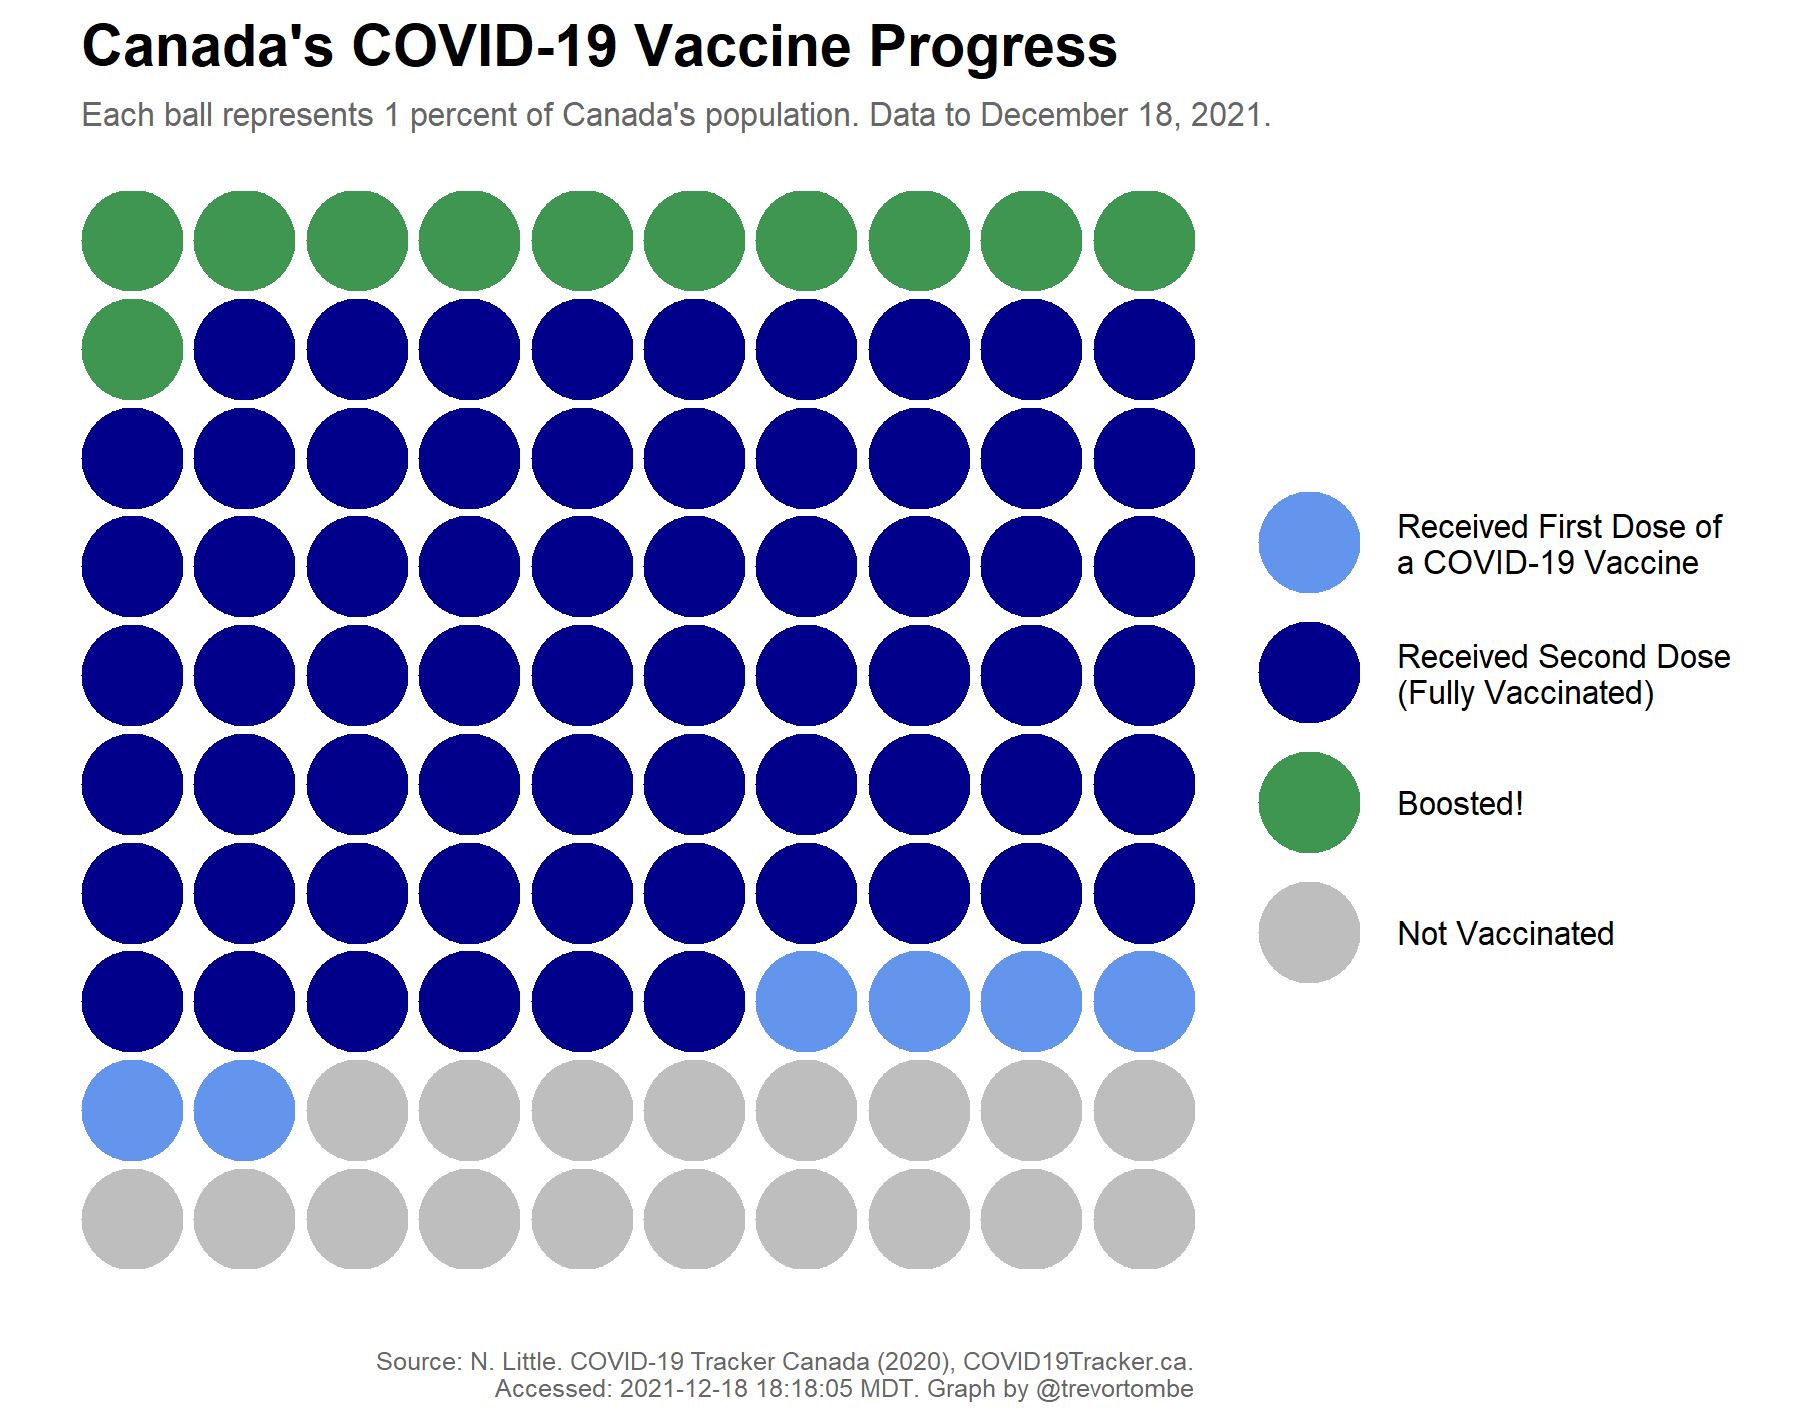 Canada's COVID-19 Vaccine Progress
Each ball represents 1 percent of Canada's population. Data to December 18, 2021.
Received First Dose of
a COVID-19 Vaccine
Received Second Dose
(Fully Vaccinated)
Boosted!
Not Vaccinated
Source: N. Little. COVID-19 Tracker Canada (2020), COVID19Tracker.ca.
Accessed: 2021-12-18 18:18:05 MDT. Graph by @trevortombe